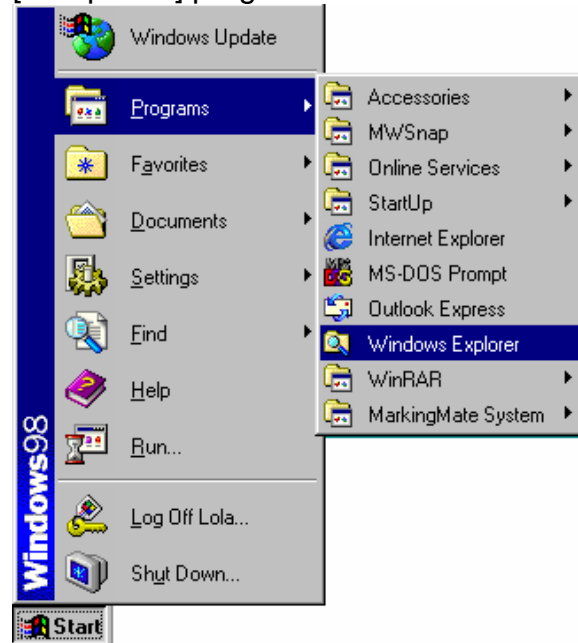 Windows Update
Programs
Favorites
Documents
Settings
Find
Help
Run...
Log Off Lola...
Shut Down...
Windows98
Start
Accessories
MWSnap
Online Services
StartUp
Internet Explorer
MS-DOS Prompt
Outlook Express
Windows Explorer
WinRAR
MarkingMate System